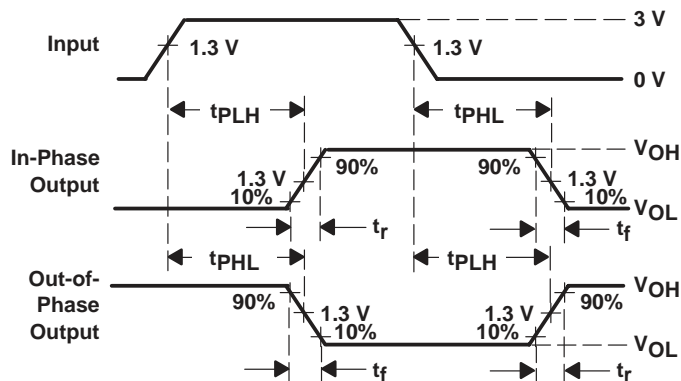 3 V
Input
1.3 V
1.3 V
0 V
tPLH
tPHL
In-Phase
Output
VOH
90%
90%
1.3 V
1.3 V
10%
10%
VOL
tr
tf
tPHL
tPLH
Out-of-
Phase
Output
VOH
90%
90%
1.3 V
1.3 V
10%
10%
VOL
tf
tr